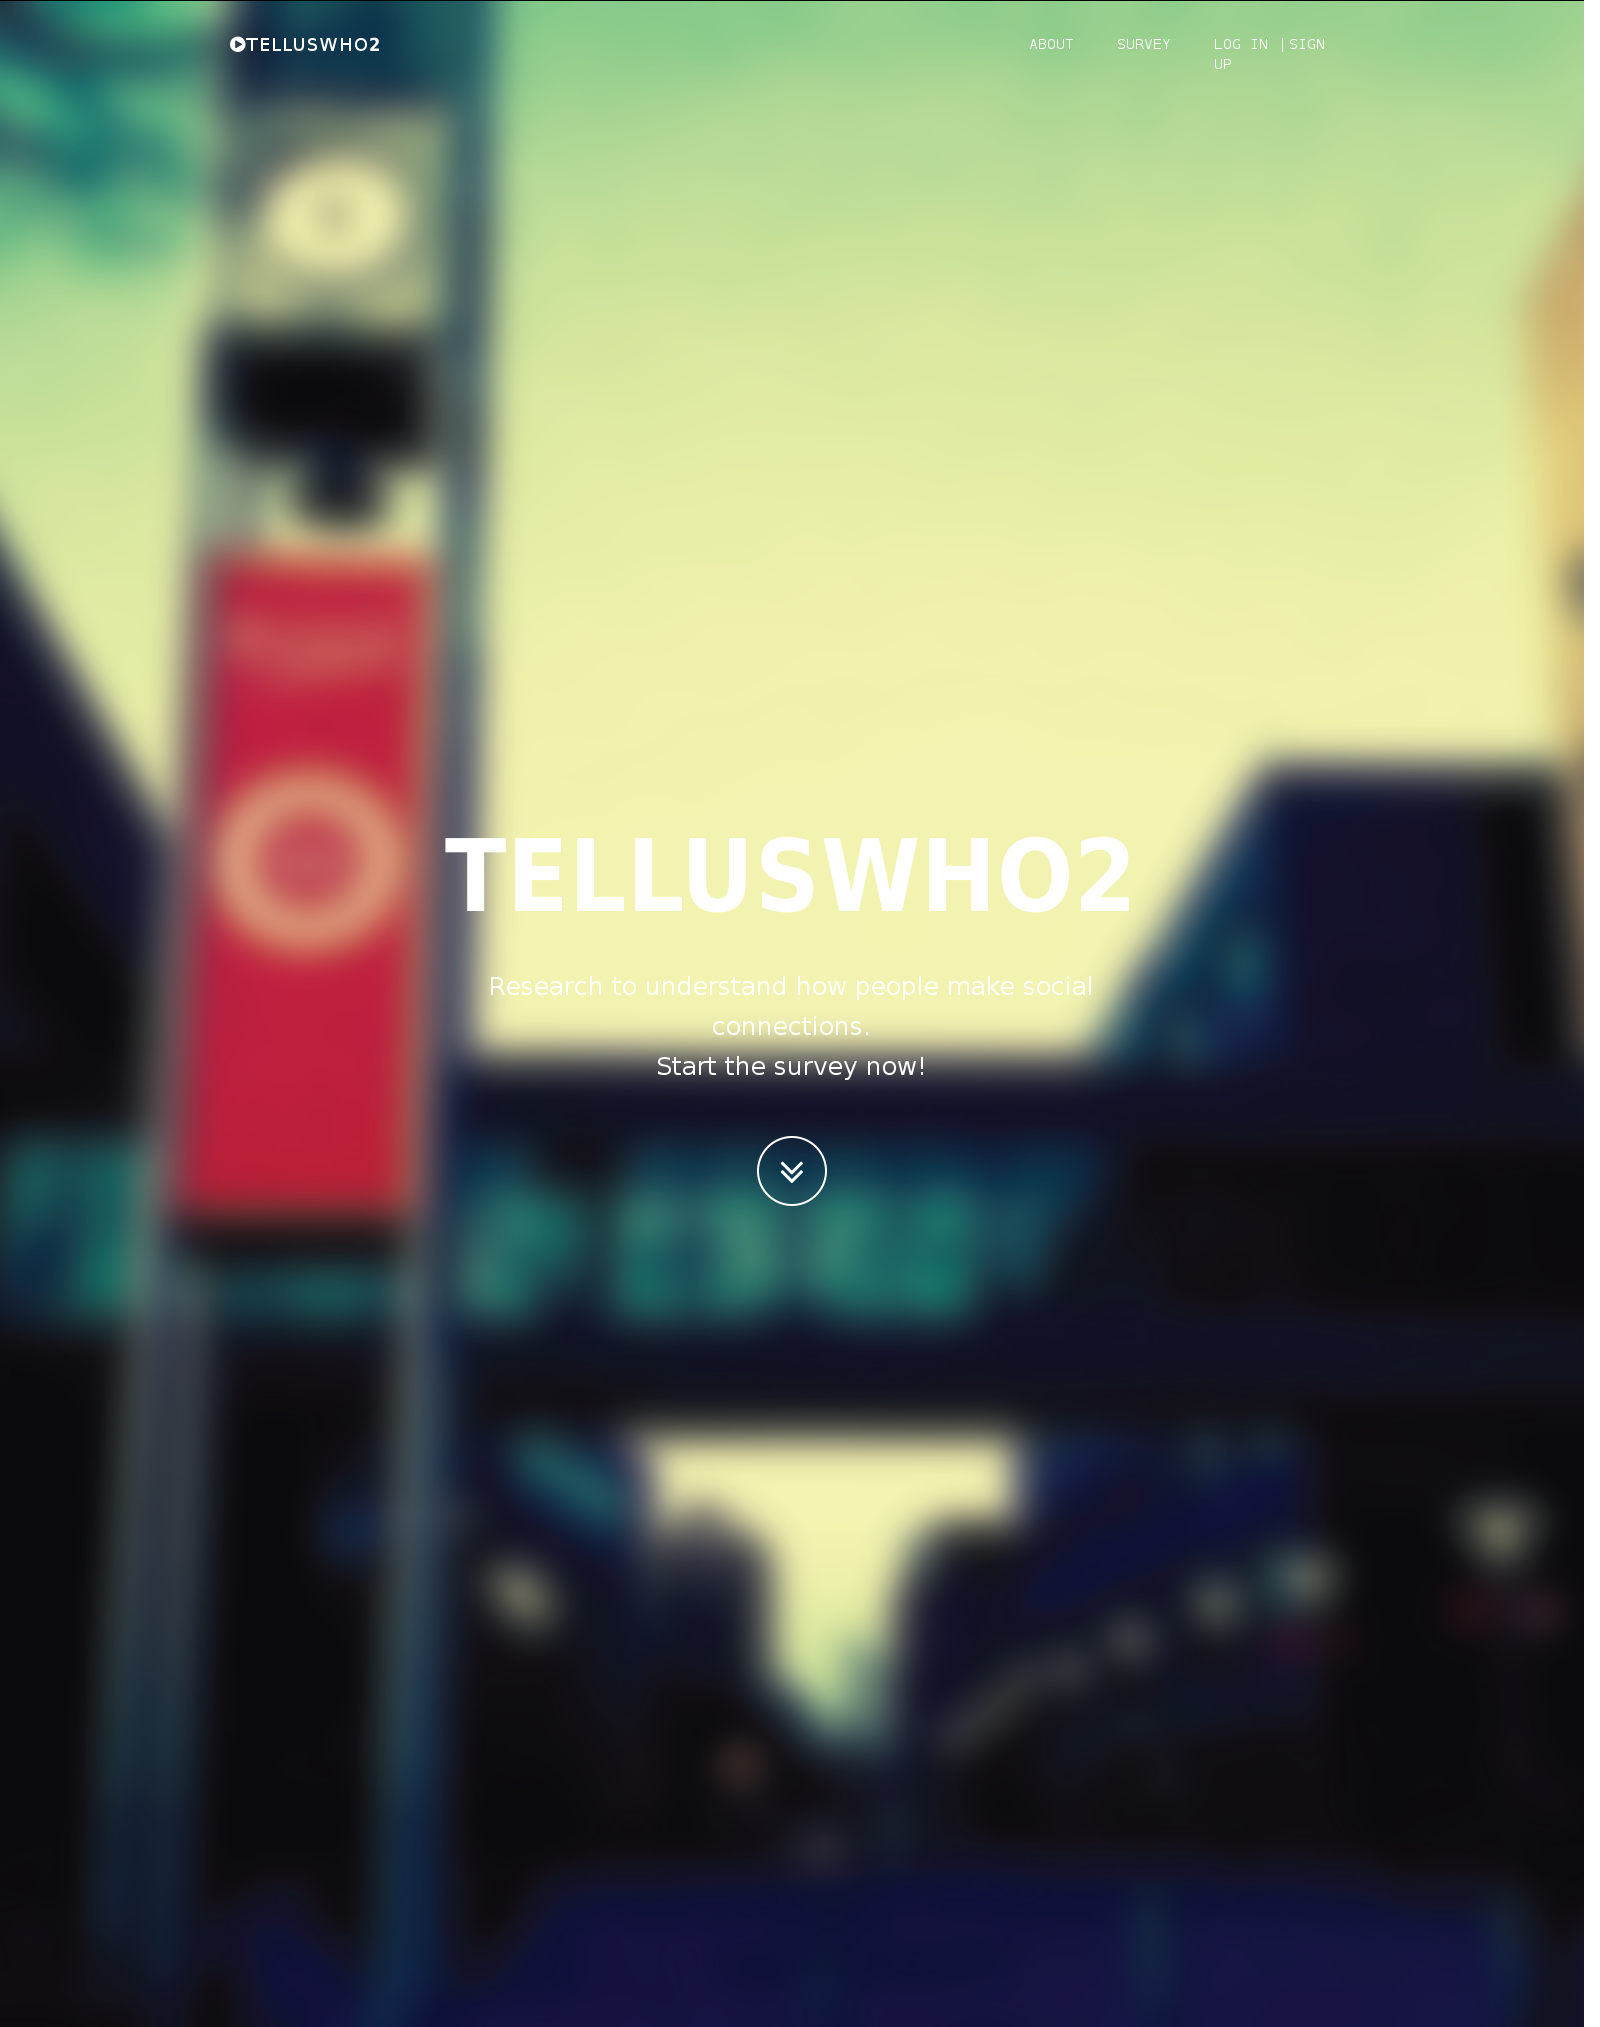 TELLUSWHO2
ABOUT SURVEY LOG IN | SIGN
UP
TELLUSWHO2
Research to understand how people make social
connections.
Start the survey now!